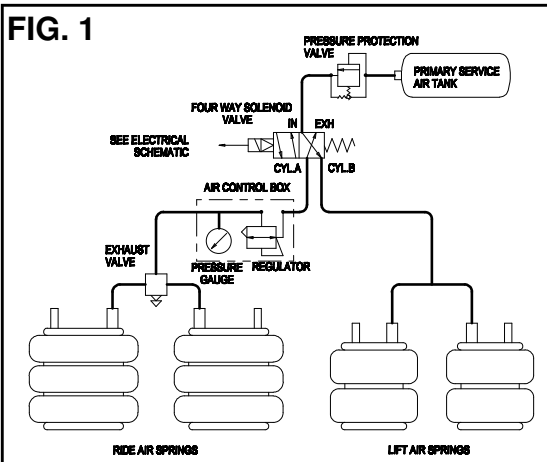 FIG. 1
PRESSURE PROTECTION
VALVE
PRIMARY SERVICE
AIR TANK
FOUR WAY SOLENOID
VALVE
IN EXH
SEE ELECTRICAL
SCHEMATIC
CYL.A CYL.B
AIR CONTROL BOX
EXHAUST
VALVE
PRESSURE
GAUGE
REGULATOR
RIDE AIR SPRINGS
LIFT AIR SPRINGS